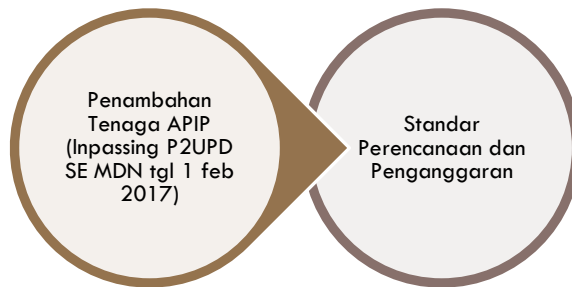 Penambahan
Tenaga APIP
(Inpassing P2UPD
SE MDN tgl 1 feb
2017)
Standar
Perencanaan dan
Penganggaran